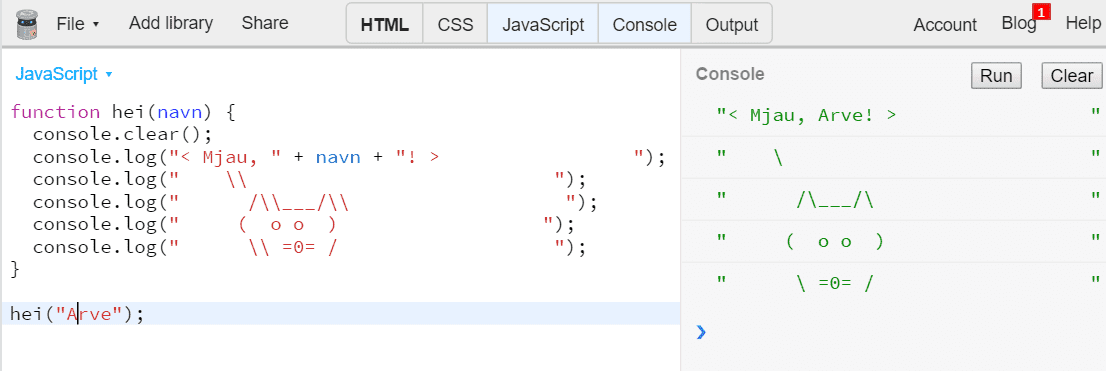 File ▾ Add library Share HTML CSS JavaScript Console Output Account Blog 1 Help
JavaScript ▾
function hei(navn) {
  console.clear();
  console.log("< Mjau, " + navn + "! >                 ");
  console.log("    \\                           ");
  console.log("      /\\___/\\                   ");
  console.log("     (  o o  )                  ");
  console.log("      \\ =0= /                   ");
}
hei("Arve");
Console Run Clear
"< Mjau, Arve! >                 "
"    \                           "
"      /\___/\                   "
"     (  o o  )                  "
"      \ =0= /                   "
❯